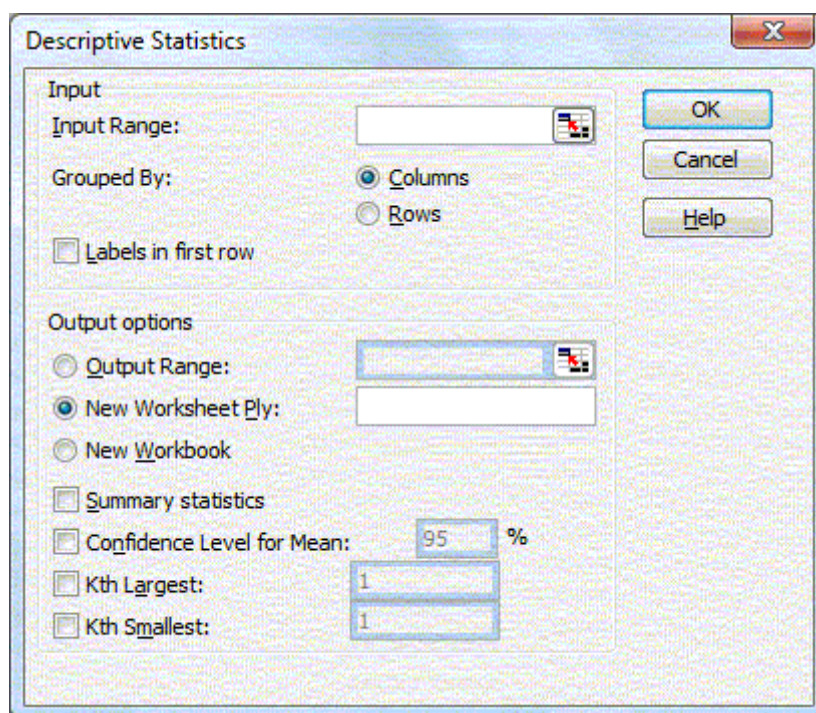 Descriptive Statistics
Input
Input Range:
OK
Grouped By:
Columns
Cancel
Rows
Help
Labels in first row
Output options
Output Range:
New Worksheet Ply:
New Workbook
Summary statistics
Confidence Level for Mean: 95 %
Kth Largest: 1
Kth Smallest: 1